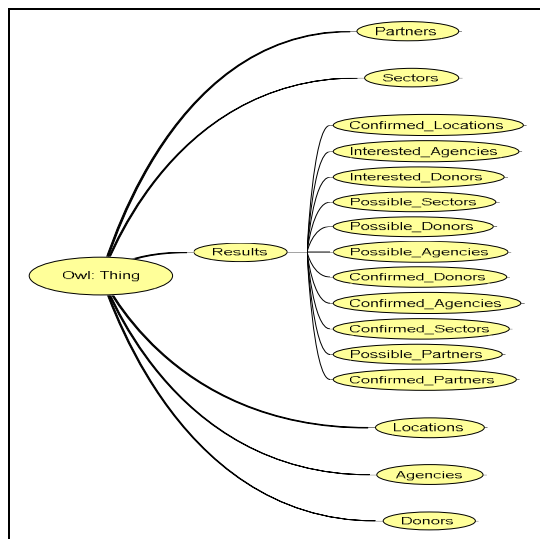 Partners
Sectors
Confirmed_Locations
Interested_Agencies
Interested_Donors
Possible_Sectors
Possible_Donors
Results
Possible_Agencies
Owl: Thing
Confirmed_Donors
Confirmed_Agencies
Confirmed_Sectors
Possible_Partners
Confirmed_Partners
Locations
Agencies
Donors